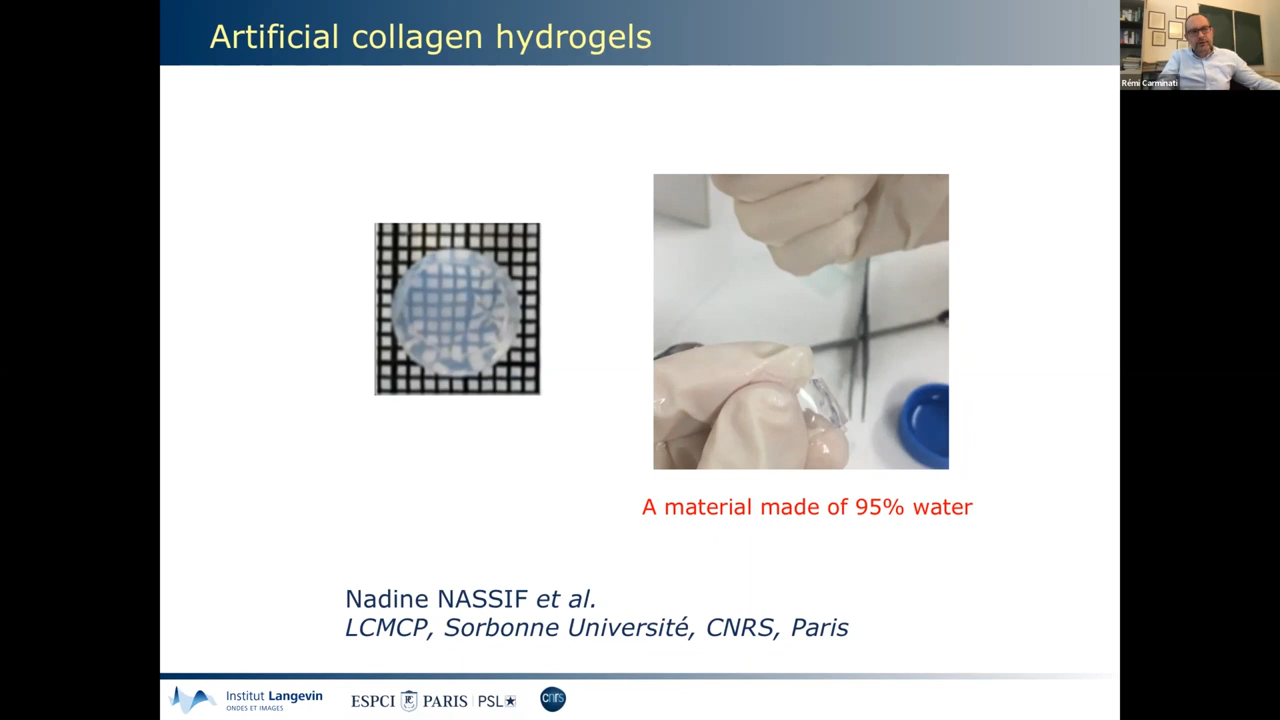 Artificial collagen hydrogels
Rémi Carminati
A material made of 95% water
Nadine NASSIF et al.
LCMCP, Sorbonne Université, CNRS, Paris
Institut Langevin
ONDES ET IMAGES
ESPCI PARIS PSL
cnrs